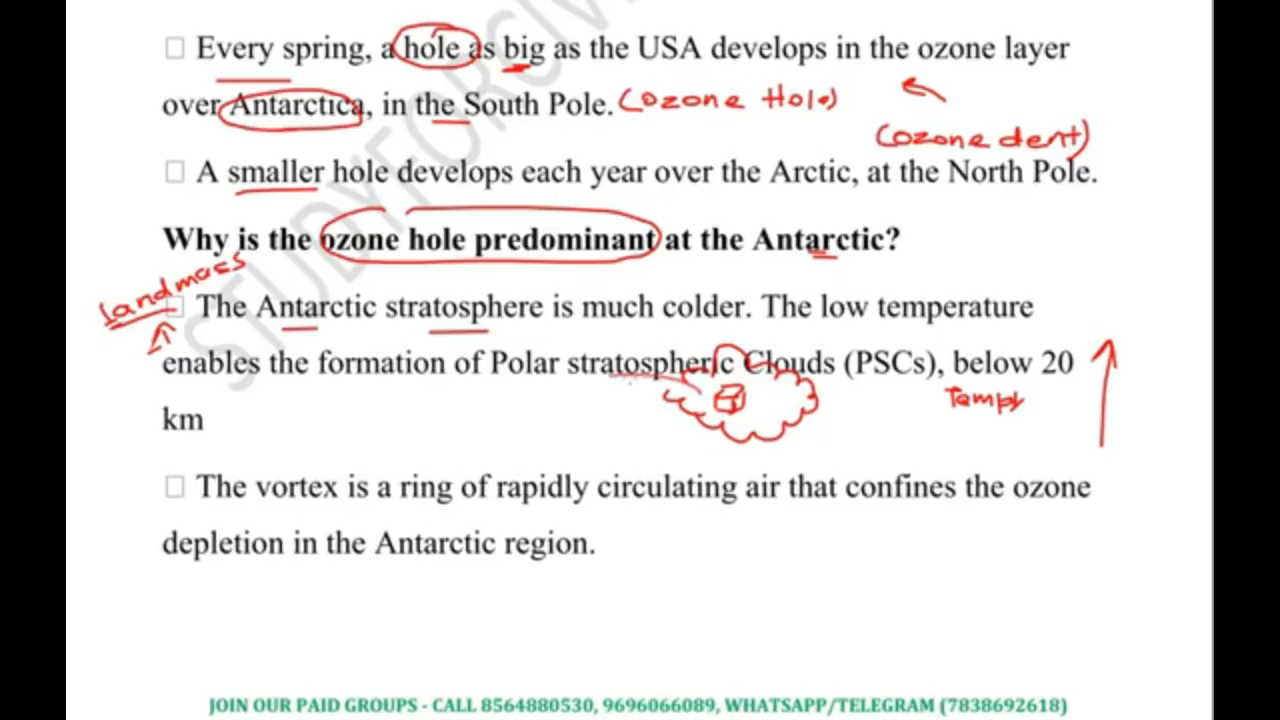 □ Every spring, a hole as big as the USA develops in the ozone layer
over Antarctica, in the South Pole. (Ozone Hole)
(ozone dent)
□ A smaller hole develops each year over the Arctic, at the North Pole.
Why is the ozone hole predominant at the Antarctic?
Landmass
□ The Antarctic stratosphere is much colder. The low temperature
enables the formation of Polar stratospheric Clouds (PSCs), below 20
Temp
km
□ The vortex is a ring of rapidly circulating air that confines the ozone
depletion in the Antarctic region.
JOIN OUR PAID GROUPS - CALL 8564880530, 9696066089, WHATSAPP/TELEGRAM (7838692618)